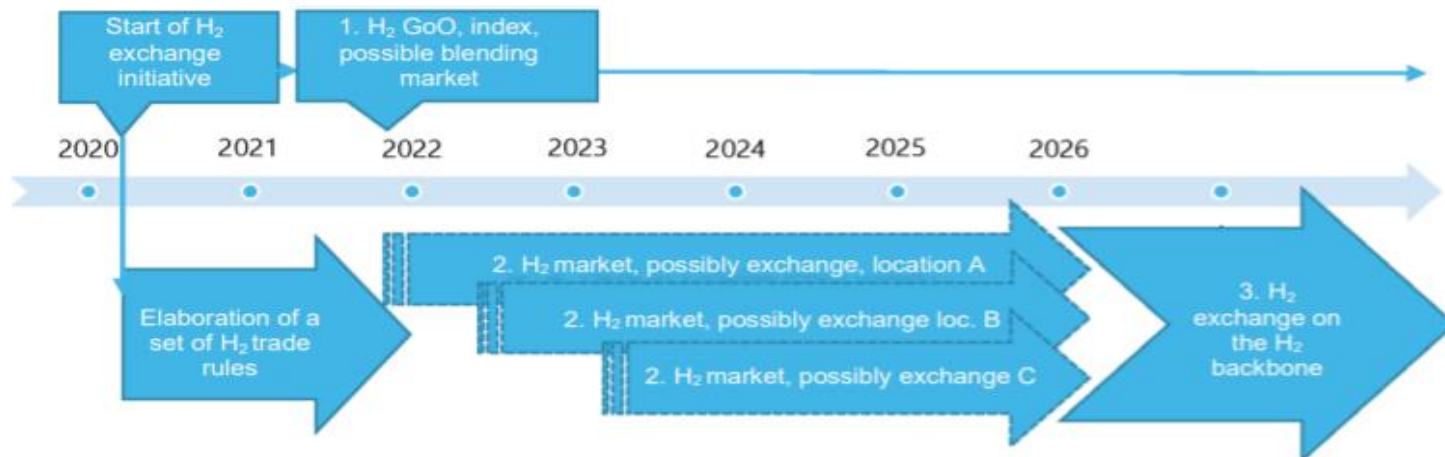 Start of H₂
exchange
initiative
1. H₂ GoO, index,
possible blending
market
2020
2021
2022
2023
2024
2025
2026
Elaboration of a
set of H₂ trade
rules
2. H₂ market, possibly exchange, location A
2. H₂ market, possibly exchange loc. B
2. H₂ market, possibly exchange C
3. H₂
exchange on
the H₂
backbone